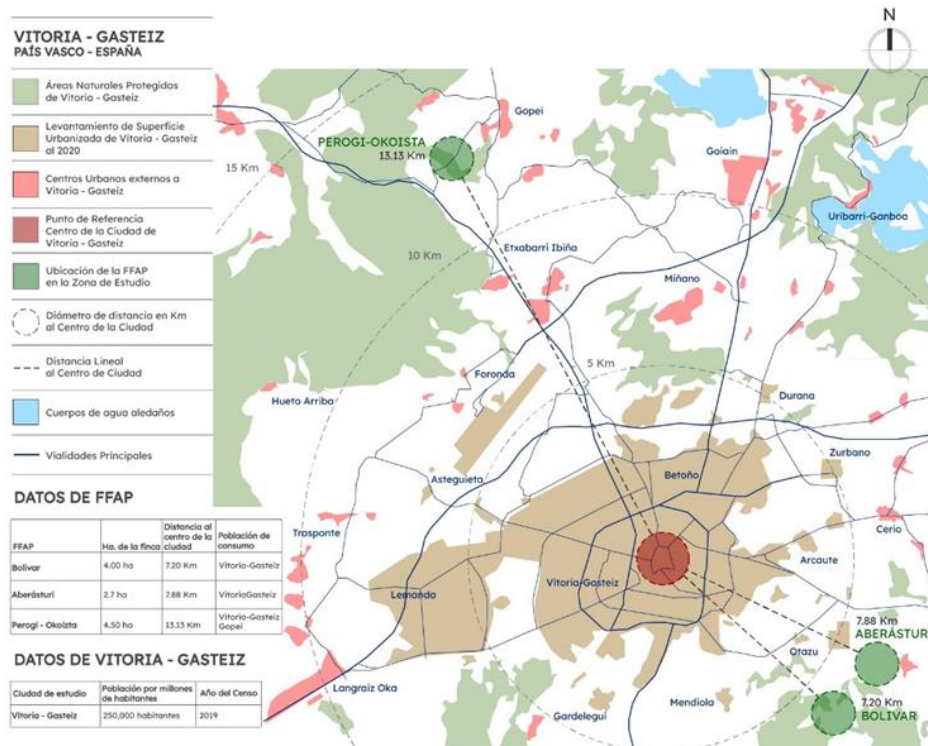 VITORIA - GASTEIZ
PAÍS VASCO - ESPAÑA
Áreas Naturales Protegidas
de Vitoria - Gasteiz
Levantamiento de Superficie
Urbanizada de Vitoria - Gasteiz
al 2020
Centros Urbanos externos a
Vitoria - Gasteiz
Punto de Referencia
Centro de la Ciudad de
Vitoria - Gasteiz
Ubicación de la FFAP
en la Zona de Estudio
Diámetro de distancia en Km
al Centro de la Ciudad
Distancia Lineal
al Centro de Ciudad
Cuerpos de agua aledaños
Vialidades Principales
DATOS DE FFAP
FFAP
Ha. de la finca
Distancia al
centro de la
ciudad
Población de
consumo
Bolivar
4.00 ha
7.20 Km
Vitoria-Gasteiz
Aberásturi
2.7 ha
7.88 Km
VitoriaGasteiz
Perogi - Okoizta
4.50 ha
13.13 Km
Vitoria-Gasteiz
Gopei
DATOS DE VITORIA - GASTEIZ
Ciudad de estudio
Población por millones
de habitantes
Año del Censo
Vitoria - Gasteiz
250,000 habitantes
2019
N
Gopei
PEROGI-OKOISTA
13.13 Km
15 Km
Goiain
Uribarri-Ganboa
Etxabarri Ibiña
10 Km
Miñano
5 Km
Foronda
Hueto Arriba
Durana
Zurbano
Betoño
Asteguieta
Trasponte
Cerio
Arcaute
Vitoria-Gasteiz
Lemanda
7.88 Km
ABERÁSTUR
Otazu
Langraiz Oka
Mendiola
7.20 Km
BOLIVAR
Gardelegui